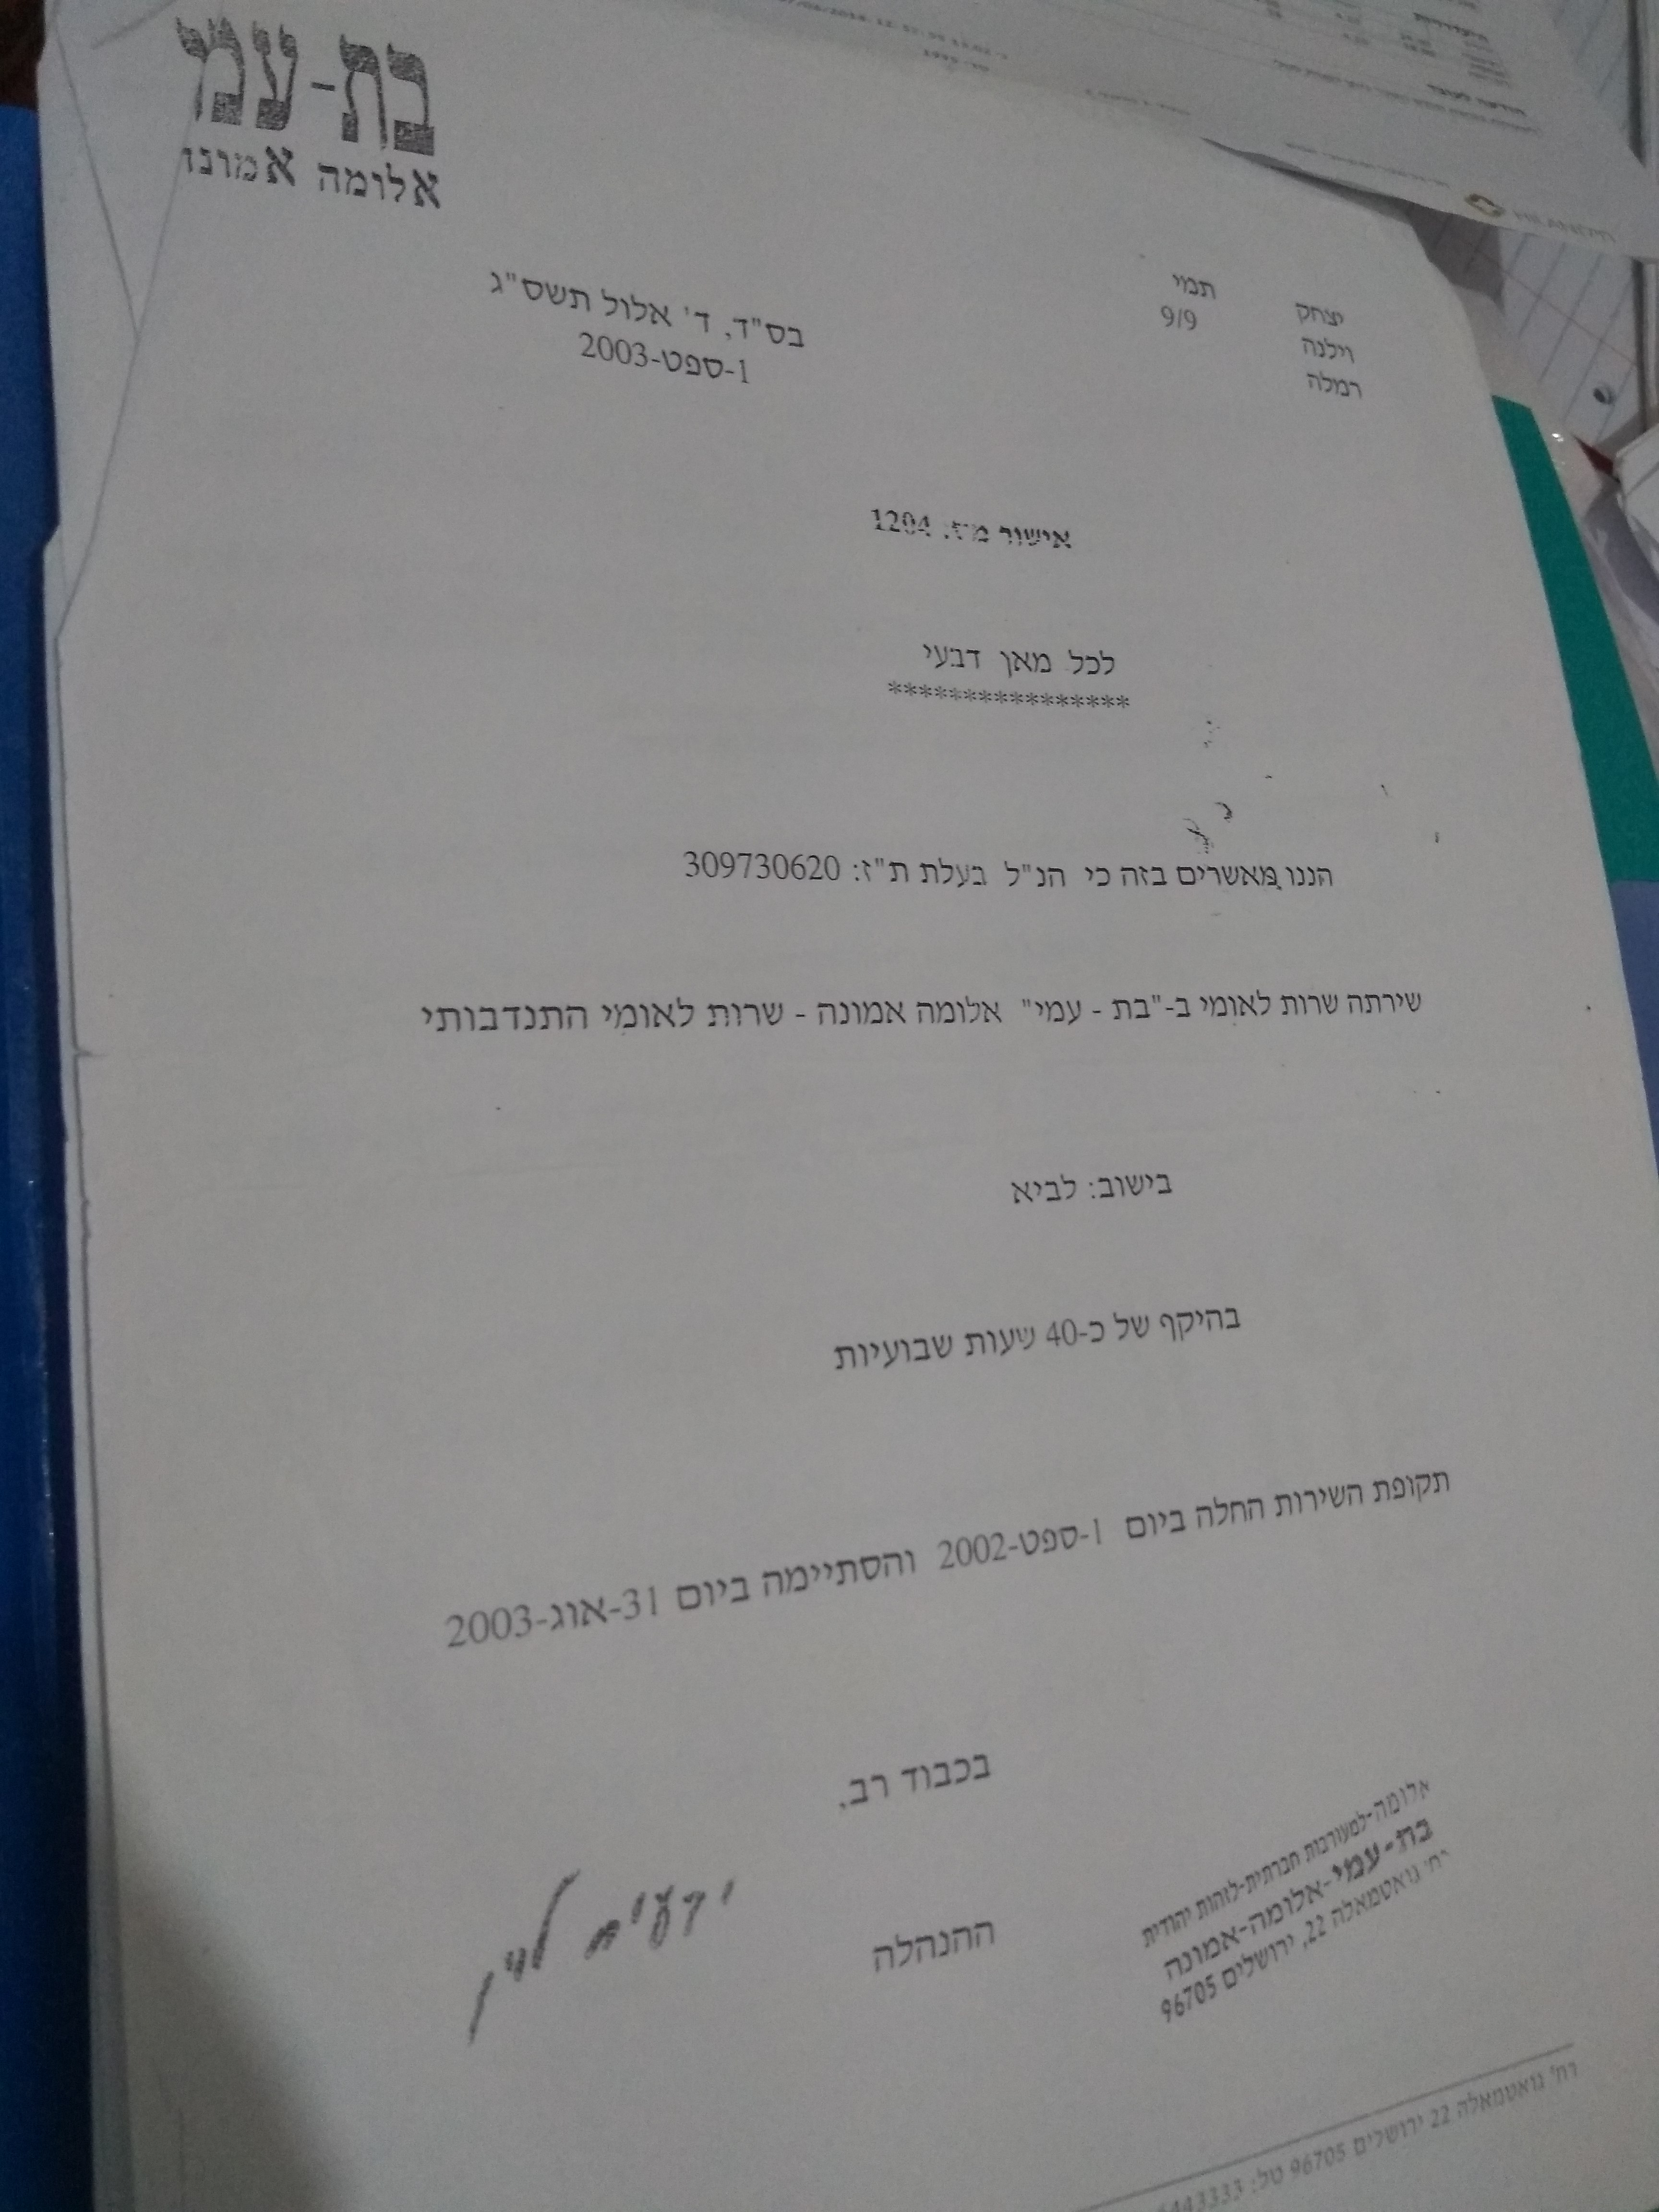 בת-עמי
אלומה אמונו
בס"ד, ד' אלול תשס"ג
1-ספט-2003
יצחק תמי
וילנה 9/9
רמלה
אישור מס. 1204
לכל מאן דבעי
****************
הננו מאשרים בזה כי הנ"ל בעלת ת"ז: 309730620
שירתה שרות לאומי ב-"בת - עמי" אלומה אמונה - שרות לאומי התנדבותי
בישוב: לביא
בהיקף של כ-40 שעות שבועיות
תקופת השירות החלה ביום 1-ספט-2002 והסתיימה ביום 31-אוג-2003
בכבוד רב,
ההנהלה
אלומה-למעורבות חברתית-לזהות יהודית
בת-עמי-אלומה-אמונה
רח' גואטמאלה 22, ירושלים 96705
רח' גואטמאלה 22 ירושלים 96705 טל: 6443333